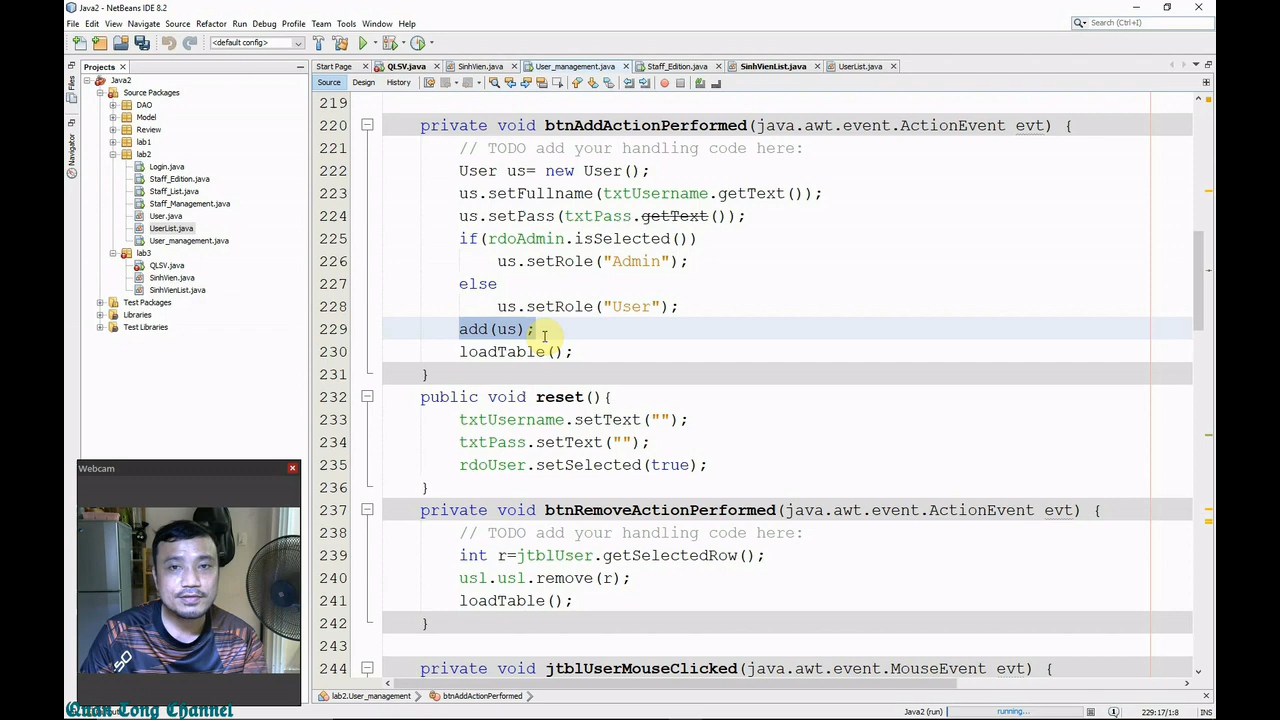 Java2 - NetBeans IDE 8.2
File Edit View Navigate Source Refactor Run Debug Profile Team Tools Window Help
Search (Ctrl+I)
<default config>
Projects
Start Page QLSV.java SinhVien.java User_management.java Staff_Edition.java SinhVienList.java UserList.java
Source Design History
Files
Navigator
Java2
Source Packages
DAO
Model
Review
lab1
lab2
Login.java
Staff_Edition.java
Staff_List.java
Staff_Management.java
User.java
UserList.java
User_management.java
lab3
QLSV.java
SinhVien.java
SinhVienList.java
Test Packages
Libraries
Test Libraries
219
220 private void btnAddActionPerformed(java.awt.event.ActionEvent evt) {
221 // TODO add your handling code here:
222 User us= new User();
223 us.setFullname(txtUsername.getText());
224 us.setPass(txtPass.getText());
225 if(rdoAdmin.isSelected())
226 us.setRole("Admin");
227 else
228 us.setRole("User");
229 add(us);
230 loadTable();
231 }
232 public void reset(){
233 txtUsername.setText("");
234 txtPass.setText("");
235 rdoUser.setSelected(true);
236 }
237 private void btnRemoveActionPerformed(java.awt.event.ActionEvent evt) {
238 // TODO add your handling code here:
239 int r=jtblUser.getSelectedRow();
240 usl.usl.remove(r);
241 loadTable();
242 }
243
244 private void jtblUserMouseClicked(java.awt.event.MouseEvent evt) {
Webcam
lab2.User_management btnAddActionPerformed
Quan Tong Channel
Java2 (run) running... 229:17/1:8 INS